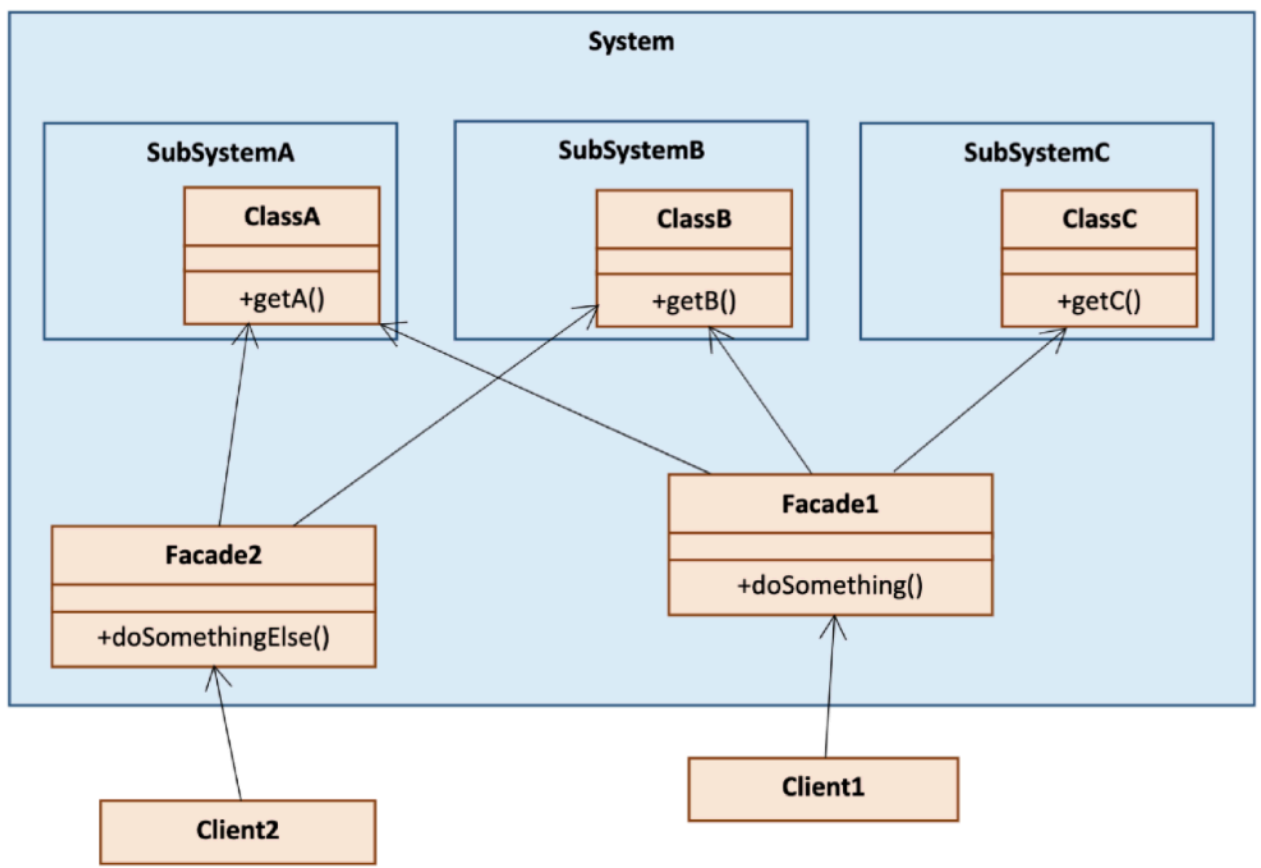 System
SubSystemA
SubSystemB
SubSystemC
ClassA
+getA()
ClassB
+getB()
ClassC
+getC()
Facade1
+doSomething()
Facade2
+doSomethingElse()
Client1
Client2